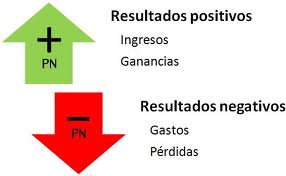 Resultados positivos
+
PN
Ingresos
Ganancias
Resultados negativos
−
PN
Gastos
Pérdidas